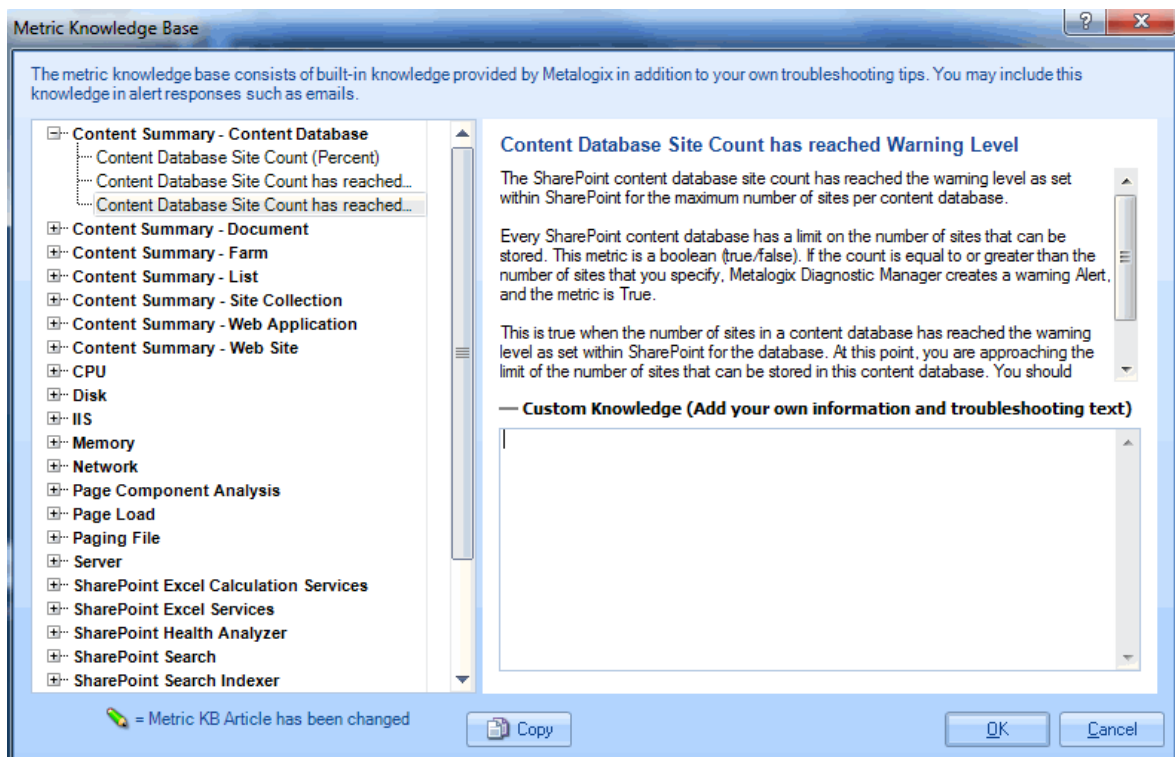 Metric Knowledge Base
?
X
The metric knowledge base consists of built-in knowledge provided by Metalogix in addition to your own troubleshooting tips. You may include this
knowledge in alert responses such as emails.
Content Summary - Content Database
Content Database Site Count (Percent)
Content Database Site Count has reached...
Content Database Site Count has reached...
Content Summary - Document
Content Summary - Farm
Content Summary - List
Content Summary - Site Collection
Content Summary - Web Application
Content Summary - Web Site
CPU
Disk
IIS
Memory
Network
Page Component Analysis
Page Load
Paging File
Server
SharePoint Excel Calculation Services
SharePoint Excel Services
SharePoint Health Analyzer
SharePoint Search
SharePoint Search Indexer
Content Database Site Count has reached Warning Level
The SharePoint content database site count has reached the warning level as set
within SharePoint for the maximum number of sites per content database.
Every SharePoint content database has a limit on the number of sites that can be
stored. This metric is a boolean (true/false). If the count is equal to or greater than the
number of sites that you specify, Metalogix Diagnostic Manager creates a warning Alert,
and the metric is True.
This is true when the number of sites in a content database has reached the warning
level as set within SharePoint for the database. At this point, you are approaching the
limit of the number of sites that can be stored in this content database. You should
— Custom Knowledge (Add your own information and troubleshooting text)
= Metric KB Article has been changed
Copy
OK
Cancel